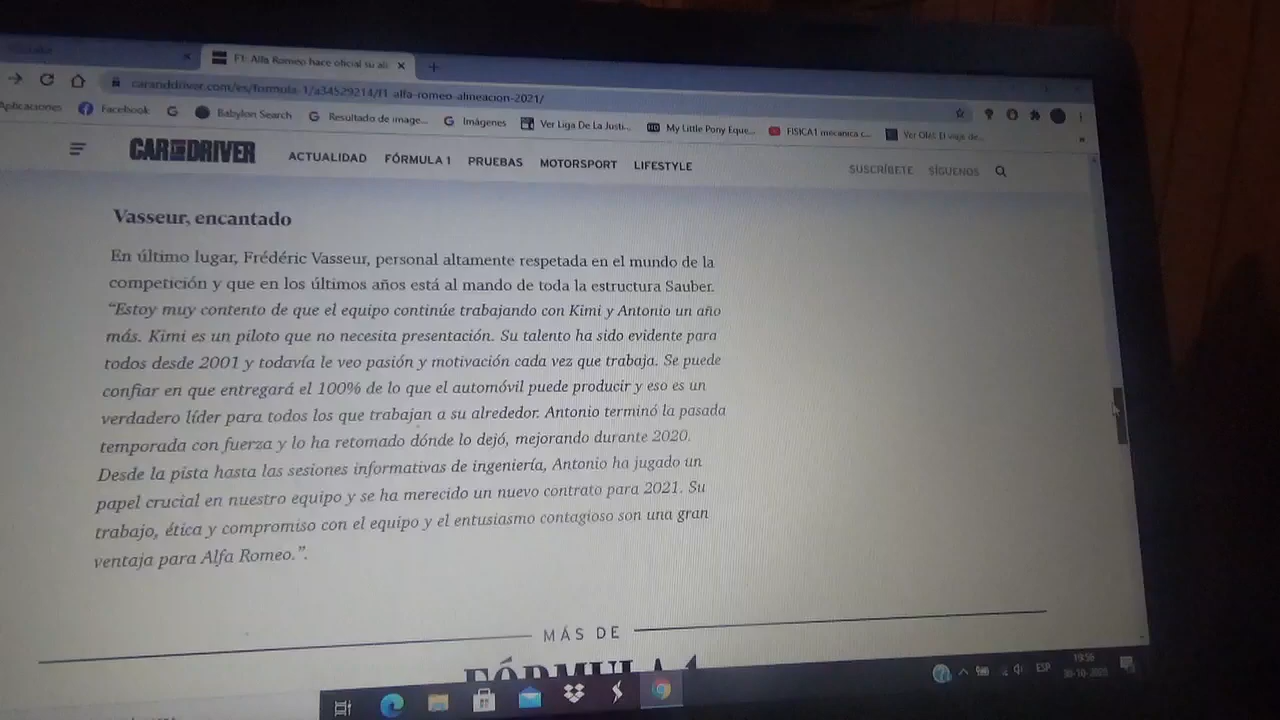 F1: Alfa Romeo hace oficial su ali
caranddriver.com/es/formula-1/a34529214/f1-alfa-romeo-alineacion-2021/
Aplicaciones Facebook Babylon Search Resultado de image... Imágenes Ver Liga De La Justi... My Little Pony Eque... FISICA1 mecanica c...
CAR AND DRIVER ACTUALIDAD FÓRMULA 1 PRUEBAS MOTORSPORT LIFESTYLE SUSCRÍBETE SÍGUENOS
Vasseur, encantado
En último lugar, Frédéric Vasseur, personal altamente respetada en el mundo de la
competición y que en los últimos años está al mando de toda la estructura Sauber.
“Estoy muy contento de que el equipo continúe trabajando con Kimi y Antonio un año
más. Kimi es un piloto que no necesita presentación. Su talento ha sido evidente para
todos desde 2001 y todavía le veo pasión y motivación cada vez que trabaja. Se puede
confiar en que entregará el 100% de lo que el automóvil puede producir y eso es un
verdadero líder para todos los que trabajan a su alrededor. Antonio terminó la pasada
temporada con fuerza y lo ha retomado dónde lo dejó, mejorando durante 2020.
Desde la pista hasta las sesiones informativas de ingeniería, Antonio ha jugado un
papel crucial en nuestro equipo y se ha merecido un nuevo contrato para 2021. Su
trabajo, ética y compromiso con el equipo y el entusiasmo contagioso son una gran
ventaja para Alfa Romeo.”.
MÁS DE
FÓRMULA 1
ESP 19:56
30-10-2020